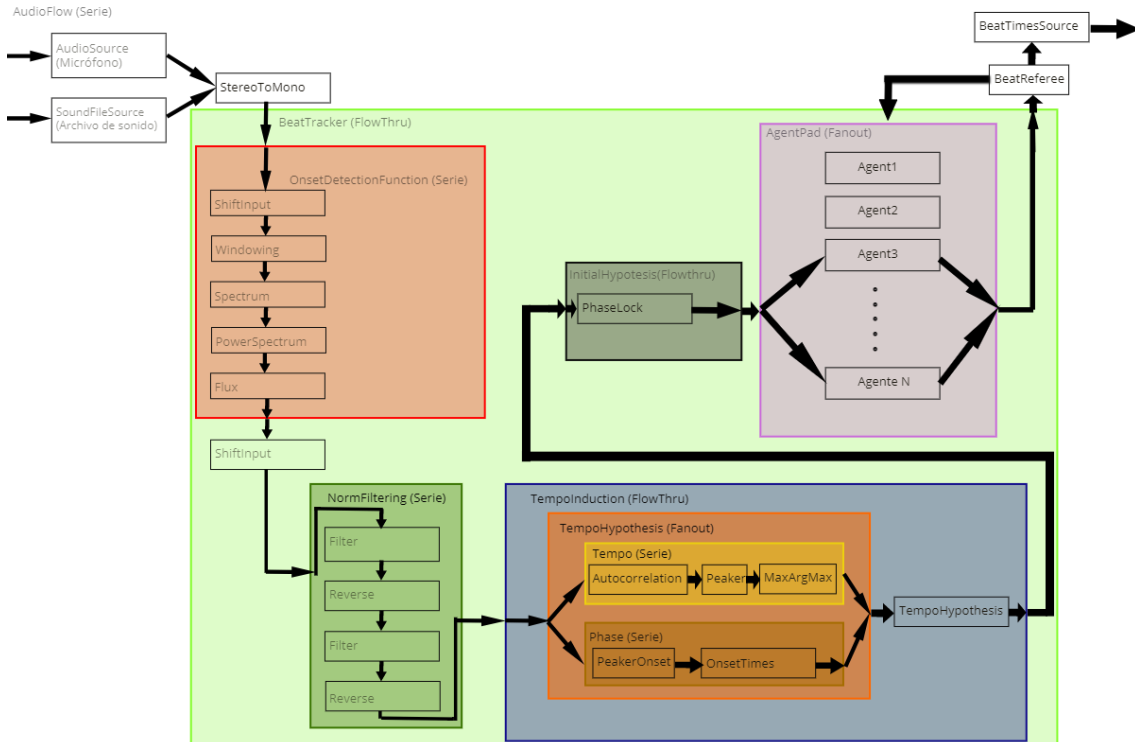 AudioFlow (Serie)
AudioSource
(Micrófono)
SoundFileSource
(Archivo de sonido)
StereoToMono
BeatTimesSource
BeatReferee
BeatTracker (FlowThru)
OnsetDetectionFunction (Serie)
ShiftInput
Windowing
Spectrum
PowerSpectrum
Flux
ShiftInput
NormFiltering (Serie)
Filter
Reverse
Filter
Reverse
TempoInduction (FlowThru)
TempoHypothesis (Fanout)
Tempo (Serie)
Autocorrelation
Peaker
MaxArgMax
Phase (Serie)
PeakerOnset
OnsetTimes
TempoHypothesis
InitialHypotesis(Flowthru)
PhaseLock
AgentPad (Fanout)
Agent1
Agent2
Agent3
Agente N